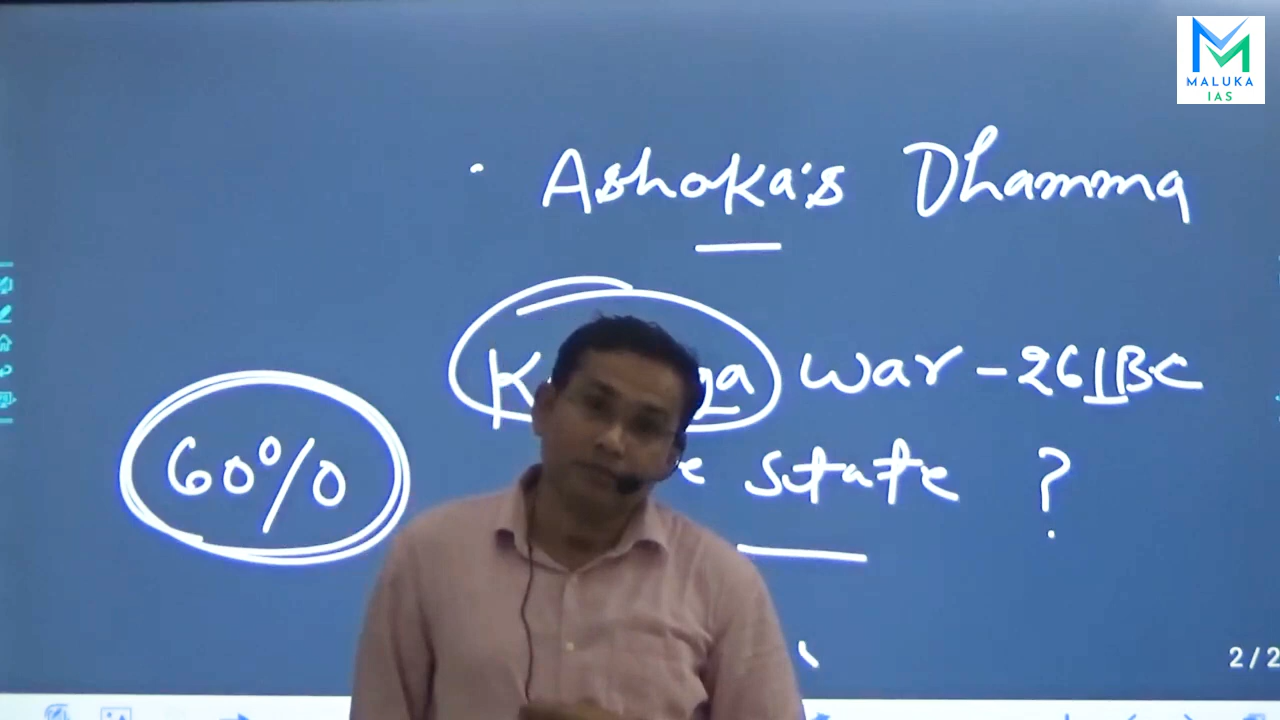 MALUKA
IAS
Ashoka's Dhamma
War - 261BC
60%
State ?
2/2